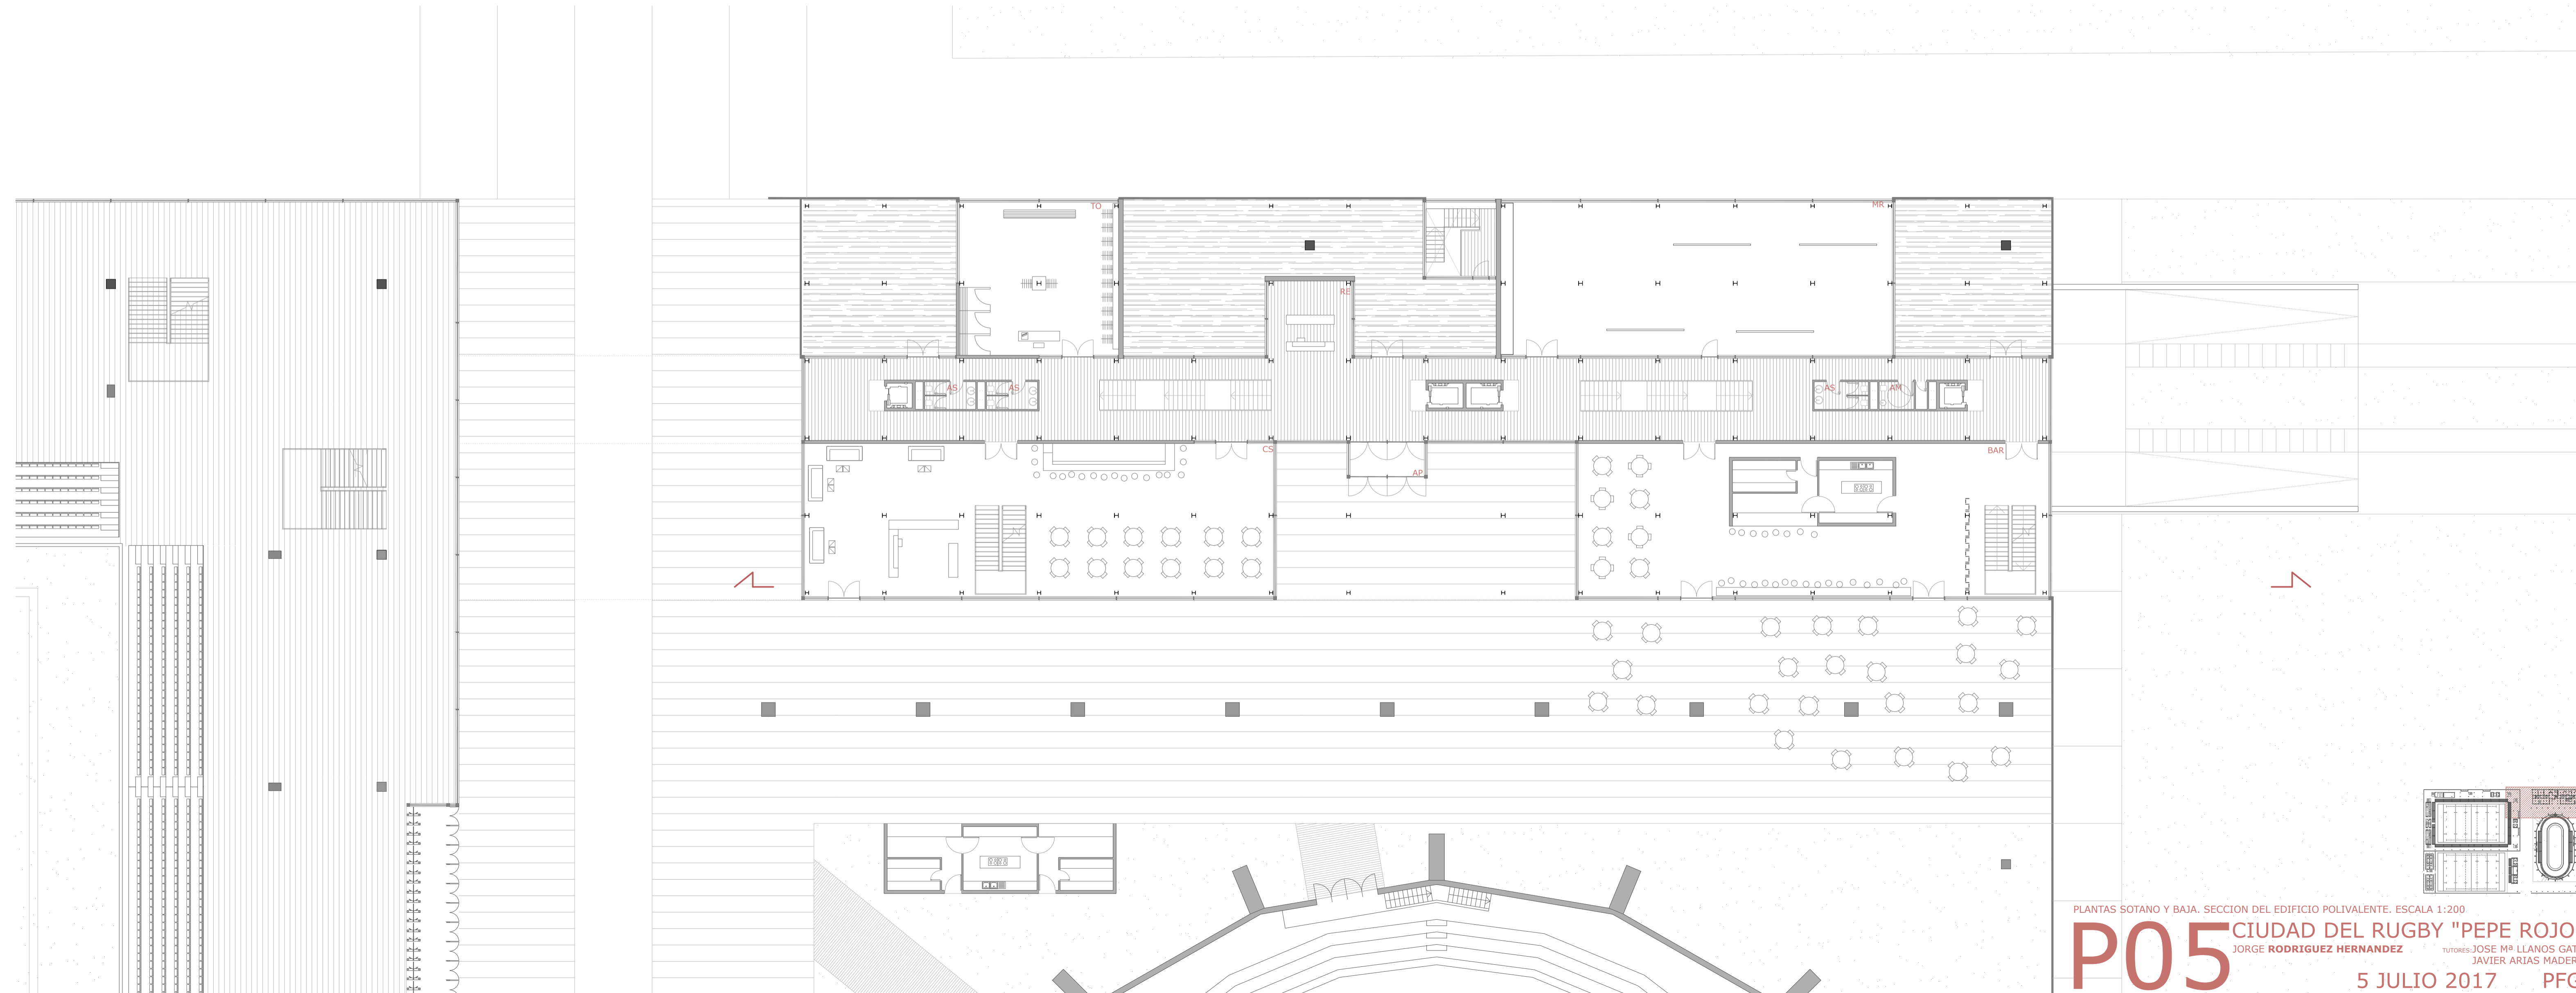 TO
MR
RE
AS
AS
AS
AM
CS
BAR
AP
PLANTAS SOTANO Y BAJA. SECCION DEL EDIFICIO POLIVALENTE. ESCALA 1:200
P05
CIUDAD DEL RUGBY "PEPE ROJO
JORGE RODRIGUEZ HERNANDEZ
TUTORES: JOSE Mª LLANOS GAT
JAVIER ARIAS MADER
5 JULIO 2017 PFG